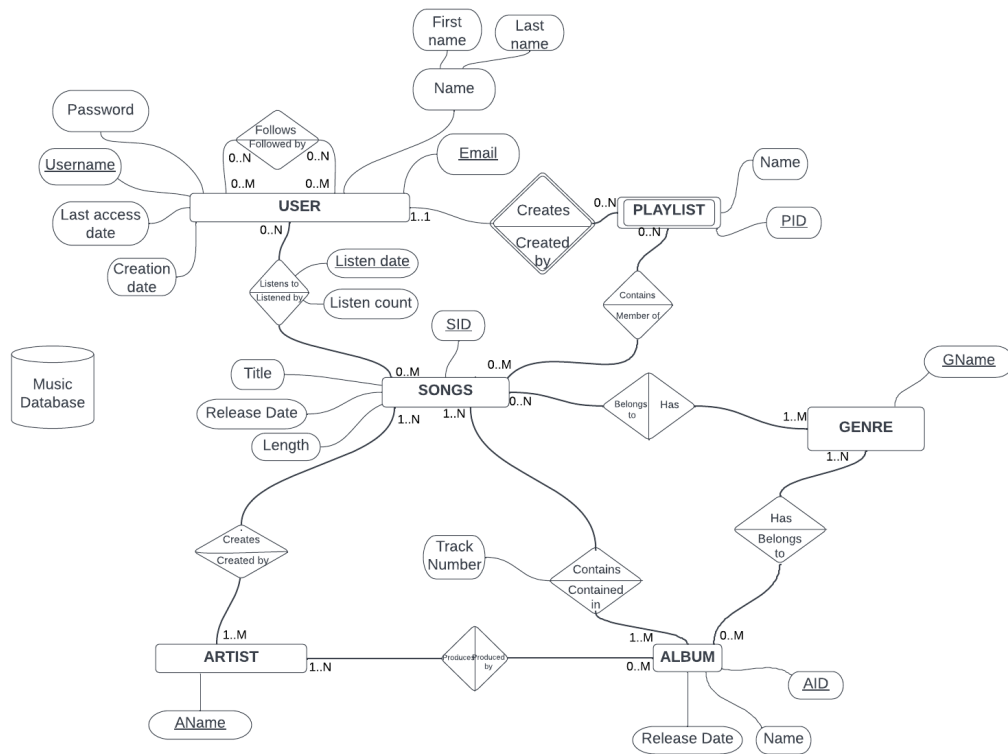 First
name
Last
name
Name
Password
Follows
Followed by
0..N
0..N
0..M
0..M
Username
Email
Name
Last access
date
USER
1..1
Creates
Created
by
0..N
PLAYLIST
PID
0..N
0..N
Creation
date
Listens to
Listened by
Listen date
Listen count
Contains
Member of
SID
Music
Database
Title
0..M
0..M
SONGS
GName
Release Date
1..N
1..N
0..N
Belongs
to
Has
1..M
GENRE
Length
1..N
Creates
Created by
Track
Number
Contains
Contained
in
Has
Belongs
to
1..M
1..M
0..M
ARTIST
1..N
Produces
Produced
by
0..M
ALBUM
AID
AName
Release Date
Name